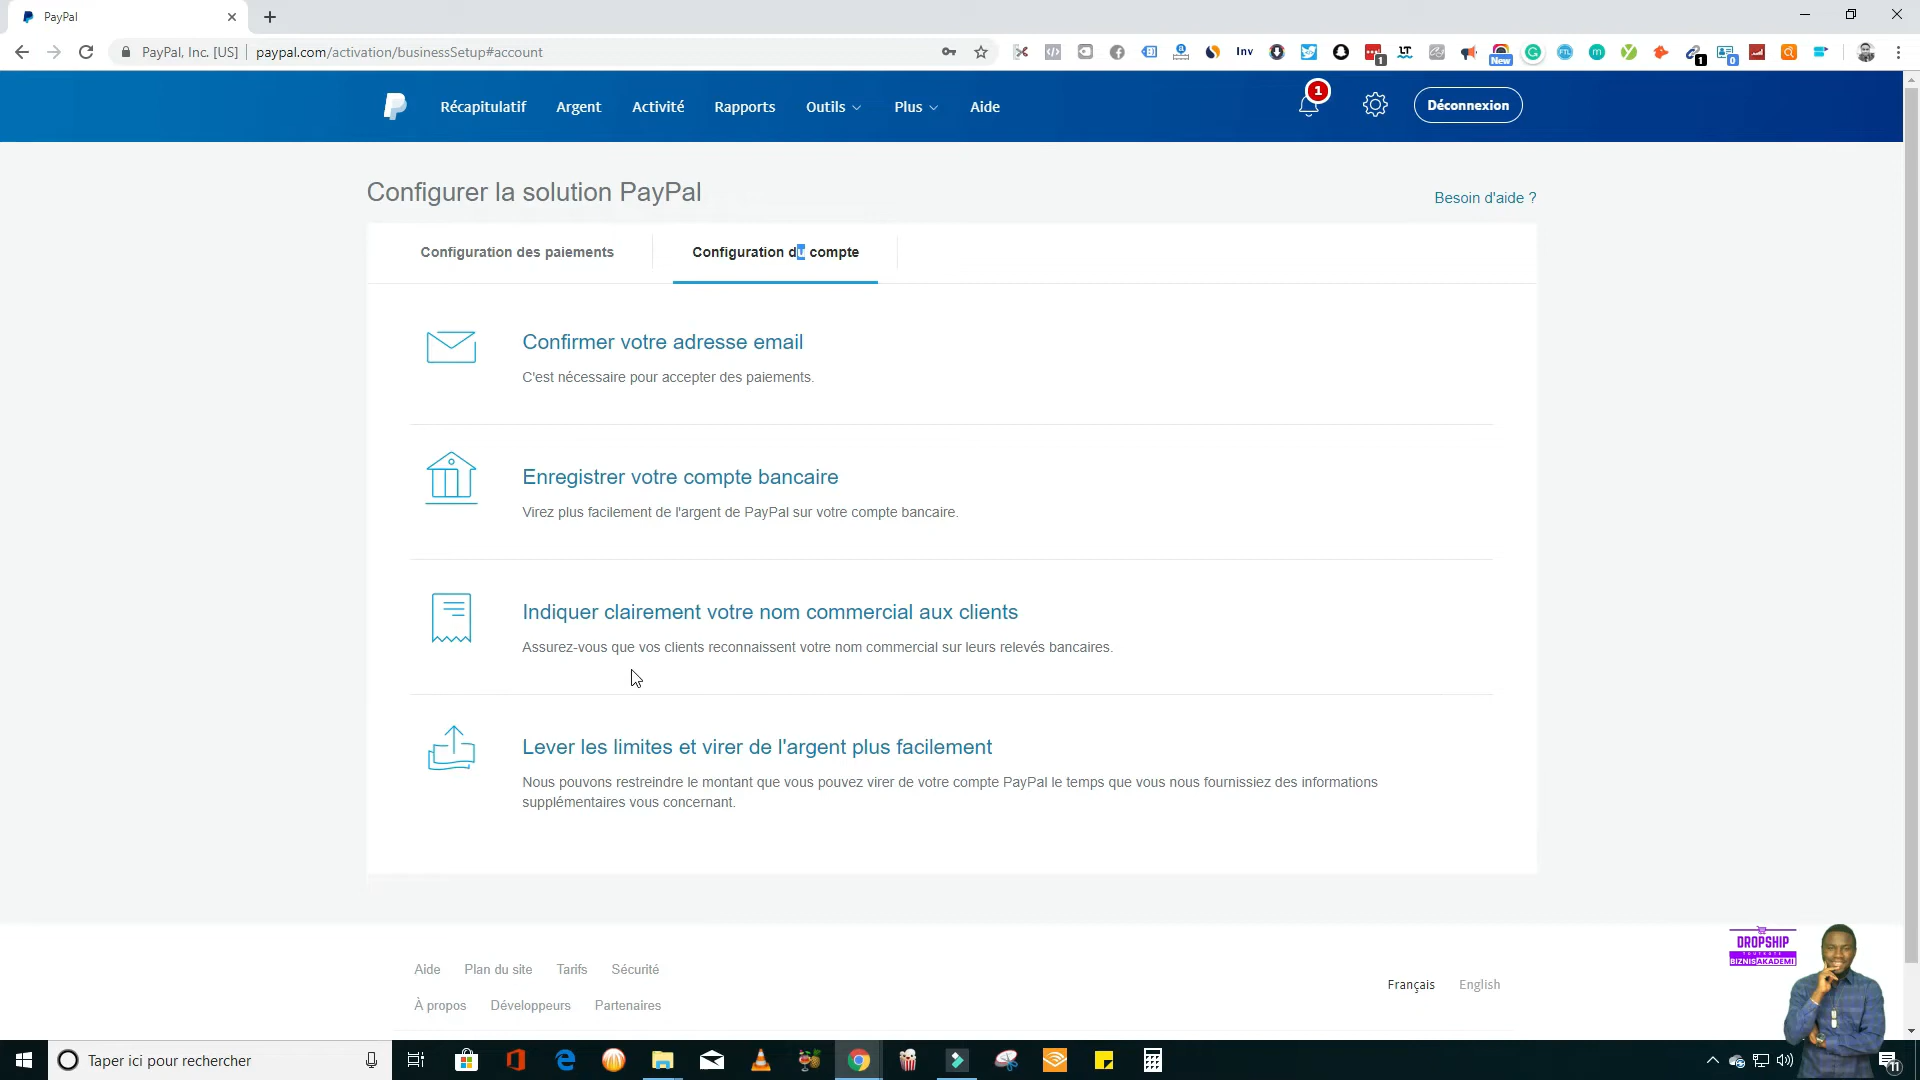 PayPal
PayPal, Inc. [US] | paypal.com/activation/businessSetup#account
Inv
1
New
1
0
Récapitulatif Argent Activité Rapports Outils Plus Aide
1
Déconnexion
Configurer la solution PayPal
Besoin d'aide ?
Configuration des paiements
Configuration du compte
Confirmer votre adresse email
C'est nécessaire pour accepter des paiements.
Enregistrer votre compte bancaire
Virez plus facilement de l'argent de PayPal sur votre compte bancaire.
Indiquer clairement votre nom commercial aux clients
Assurez-vous que vos clients reconnaissent votre nom commercial sur leurs relevés bancaires.
Lever les limites et virer de l'argent plus facilement
Nous pouvons restreindre le montant que vous pouvez virer de votre compte PayPal le temps que vous nous fournissiez des informations
supplémentaires vous concernant.
DROPSHIP
BIZNISAKADEMI
Aide Plan du site Tarifs Sécurité
Français English
À propos Développeurs Partenaires
Taper ici pour rechercher
11